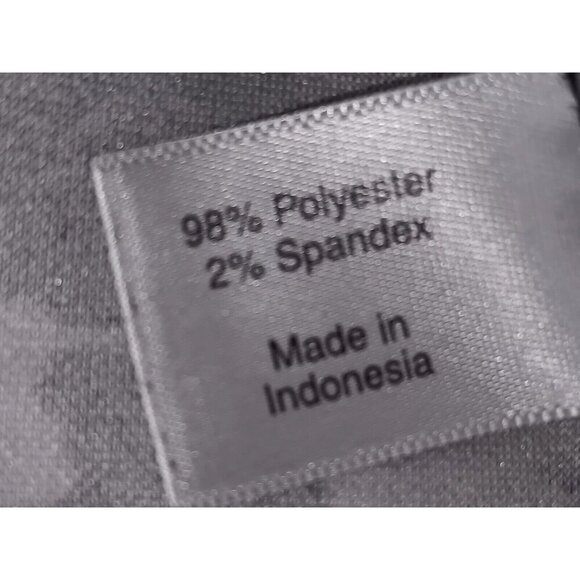 98% Polyester
2% Spandex
Made in
Indonesia